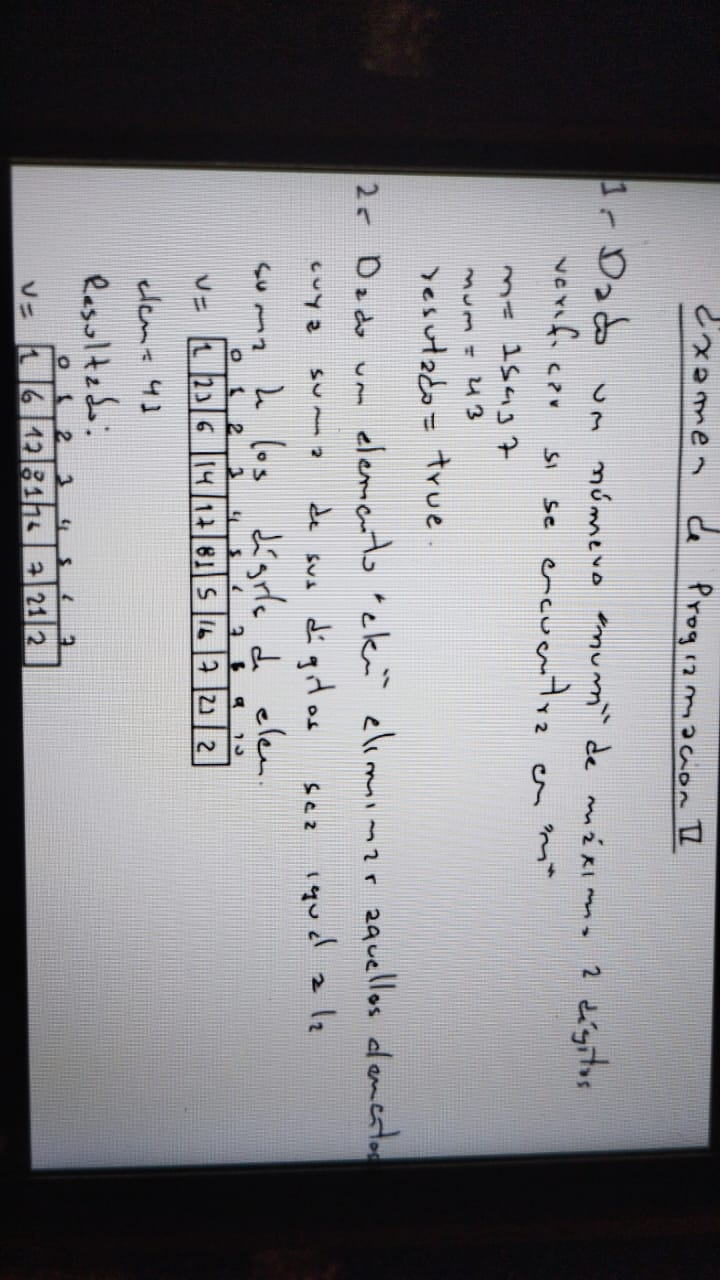 Examen de Programación II
1- Dado un número "num" de máximo 2 dígitos
verificar si se encuentra en "n"
n= 25437
num = 43
resultado = true.
2- Dado un elemento "elem" eliminar aquellos elementos
cuya suma de sus dígitos sea igual a la
suma de los dígitos de elem.
0 1 2 3 4 5 6 7 8 9 10
v= 1 23 6 14 17 81 5 16 7 21 2
elem = 41
Resultado:
0 1 2 3 4 5 6 7
v= 1 6 17 81 16 7 21 2